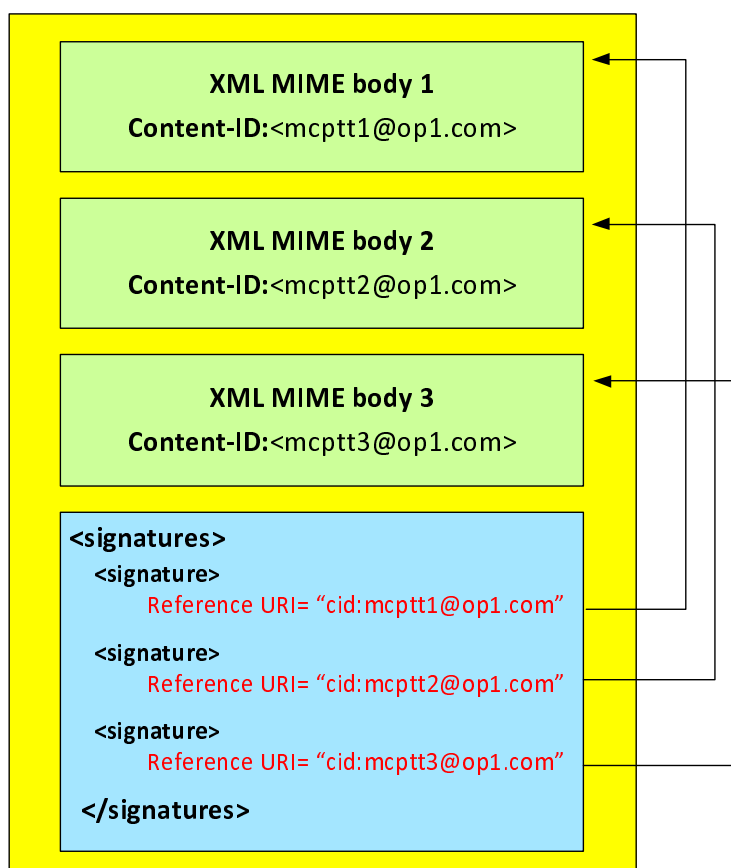 XML MIME body 1
Content-ID:<mcptt1@op1.com>
XML MIME body 2
Content-ID:<mcptt2@op1.com>
XML MIME body 3
Content-ID:<mcptt3@op1.com>
<signatures>
<signature>
Reference URI= “cid:mcptt1@op1.com”
<signature>
Reference URI= “cid:mcptt2@op1.com”
<signature>
Reference URI= “cid:mcptt3@op1.com”
</signatures>